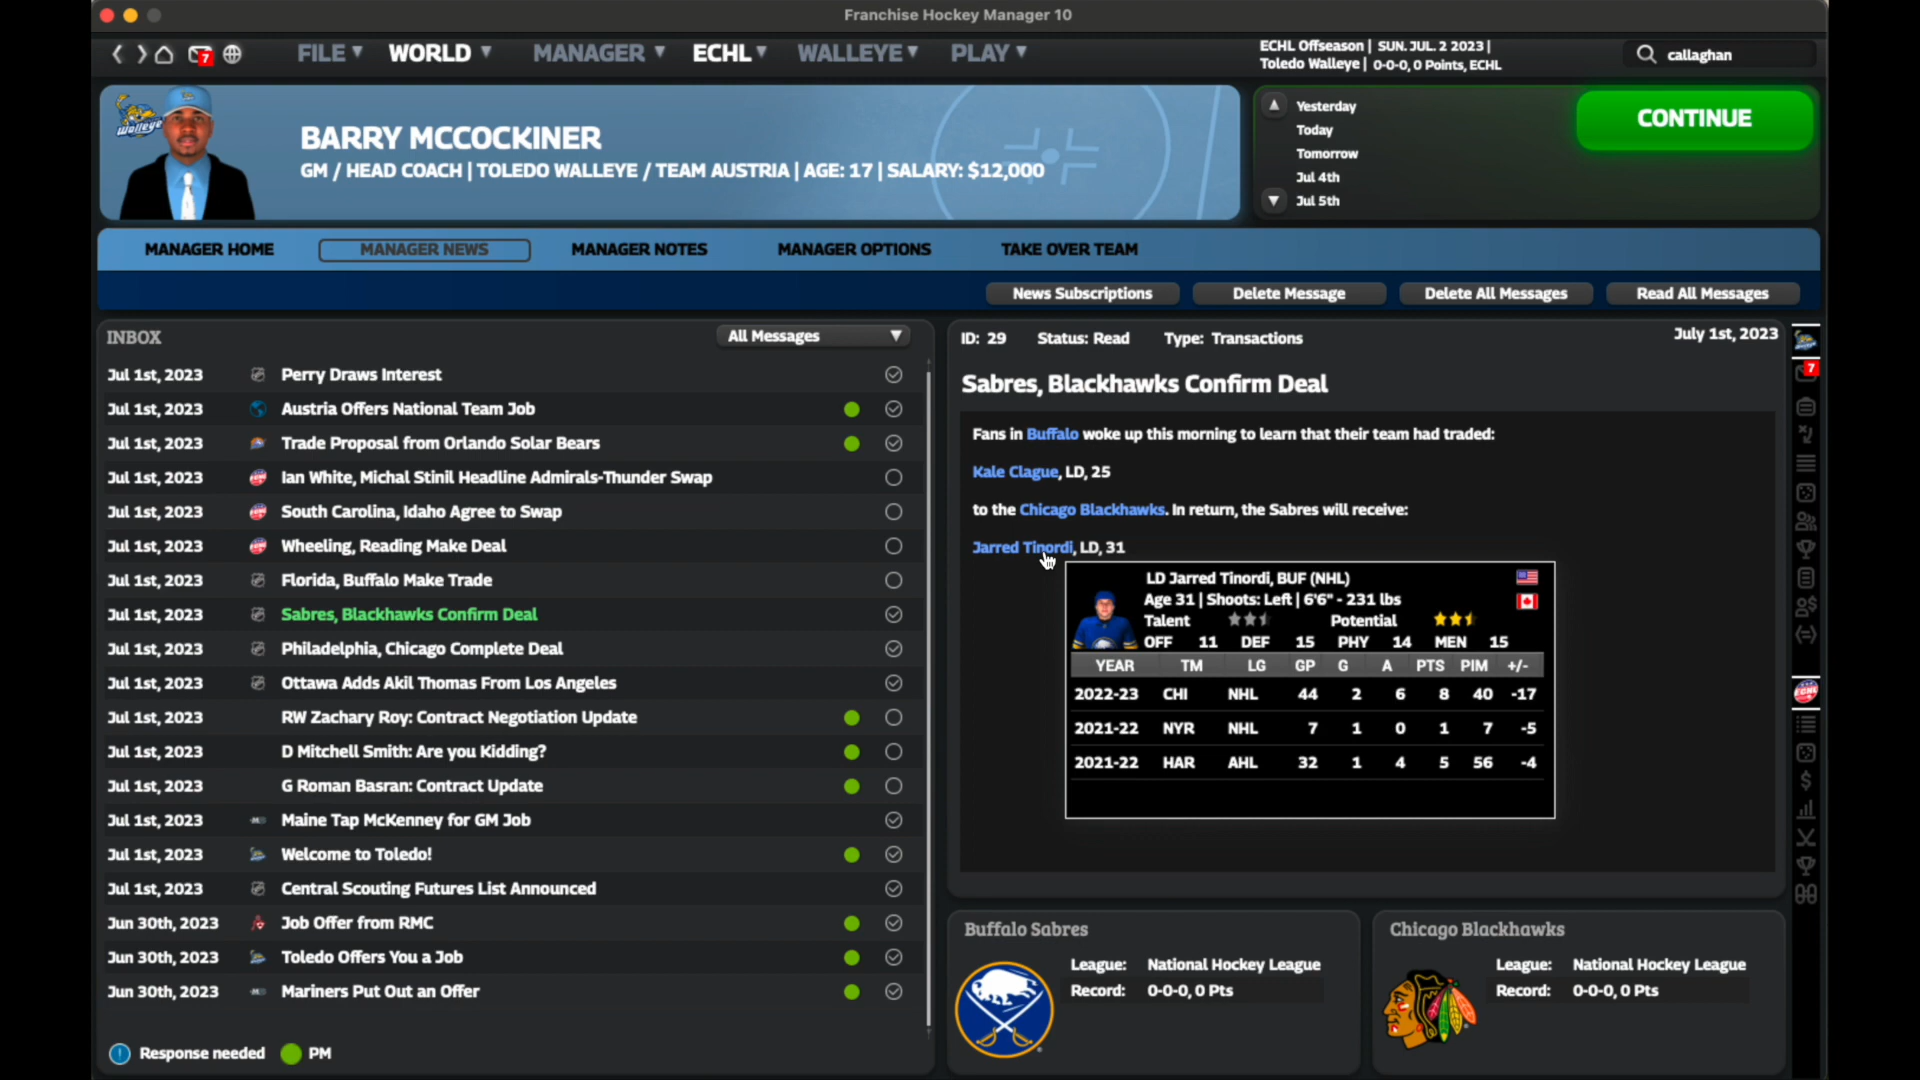 Franchise Hockey Manager 10
7
FILE
WORLD
MANAGER
ECHL
WALLEYE
PLAY
ECHL Offseason | SUN. JUL. 2 2023 |
Toledo Walleye | 0-0-0, 0 Points, ECHL
callaghan
Walleye
BARRY MCCOCKINER
GM / HEAD COACH | TOLEDO WALLEYE / TEAM AUSTRIA | AGE: 17 | SALARY: $12,000
Yesterday
Today
Tomorrow
Jul 4th
Jul 5th
CONTINUE
MANAGER HOME
MANAGER NEWS
MANAGER NOTES
MANAGER OPTIONS
TAKE OVER TEAM
News Subscriptions
Delete Message
Delete All Messages
Read All Messages
INBOX
All Messages
Jul 1st, 2023 Perry Draws Interest
Jul 1st, 2023 Austria Offers National Team Job
Jul 1st, 2023 Trade Proposal from Orlando Solar Bears
Jul 1st, 2023 Ian White, Michal Stinil Headline Admirals-Thunder Swap
Jul 1st, 2023 South Carolina, Idaho Agree to Swap
Jul 1st, 2023 Wheeling, Reading Make Deal
Jul 1st, 2023 Florida, Buffalo Make Trade
Jul 1st, 2023 Sabres, Blackhawks Confirm Deal
Jul 1st, 2023 Philadelphia, Chicago Complete Deal
Jul 1st, 2023 Ottawa Adds Akil Thomas From Los Angeles
Jul 1st, 2023 RW Zachary Roy: Contract Negotiation Update
Jul 1st, 2023 D Mitchell Smith: Are you Kidding?
Jul 1st, 2023 G Roman Basran: Contract Update
Jul 1st, 2023 Maine Tap McKenney for GM Job
Jul 1st, 2023 Welcome to Toledo!
Jul 1st, 2023 Central Scouting Futures List Announced
Jun 30th, 2023 Job Offer from RMC
Jun 30th, 2023 Toledo Offers You a Job
Jun 30th, 2023 Mariners Put Out an Offer
! Response needed
PM
ID: 29 Status: Read Type: Transactions
July 1st, 2023
Sabres, Blackhawks Confirm Deal
Fans in Buffalo woke up this morning to learn that their team had traded:
Kale Clague, LD, 25
to the Chicago Blackhawks. In return, the Sabres will receive:
Jarred Tinordi, LD, 31
LD Jarred Tinordi, BUF (NHL)
Age 31 | Shoots: Left | 6'6" - 231 lbs
Talent Potential
OFF 11 DEF 15 PHY 14 MEN 15
YEAR TM LG GP G A PTS PIM +/-
2022-23 CHI NHL 44 2 6 8 40 -17
2021-22 NYR NHL 7 1 0 1 7 -5
2021-22 HAR AHL 32 1 4 5 56 -4
7
ECHL
Buffalo Sabres
League: National Hockey League
Record: 0-0-0, 0 Pts
Chicago Blackhawks
League: National Hockey League
Record: 0-0-0, 0 Pts